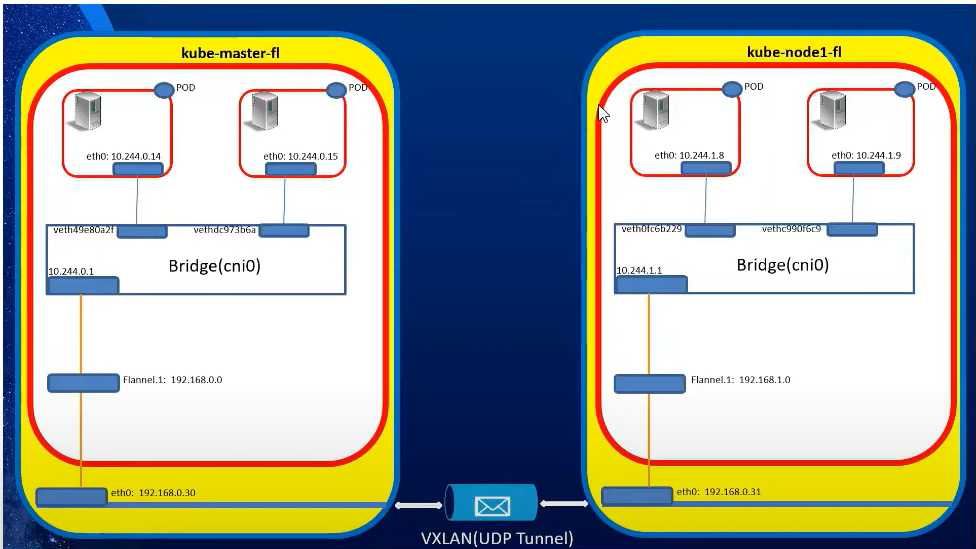 kube-master-fl
POD
POD
eth0: 10.244.0.14
eth0: 10.244.0.15
veth49e80a2f
vethdc973b6a
Bridge(cni0)
10.244.0.1
Flannel.1: 192.168.0.0
eth0: 192.168.0.30
kube-node1-fl
POD
POD
eth0: 10.244.1.8
eth0: 10.244.1.9
veth0fc6b229
vethc990f6c9
Bridge(cni0)
10.244.1.1
Flannel.1: 192.168.1.0
eth0: 192.168.0.31
VXLAN(UDP Tunnel)